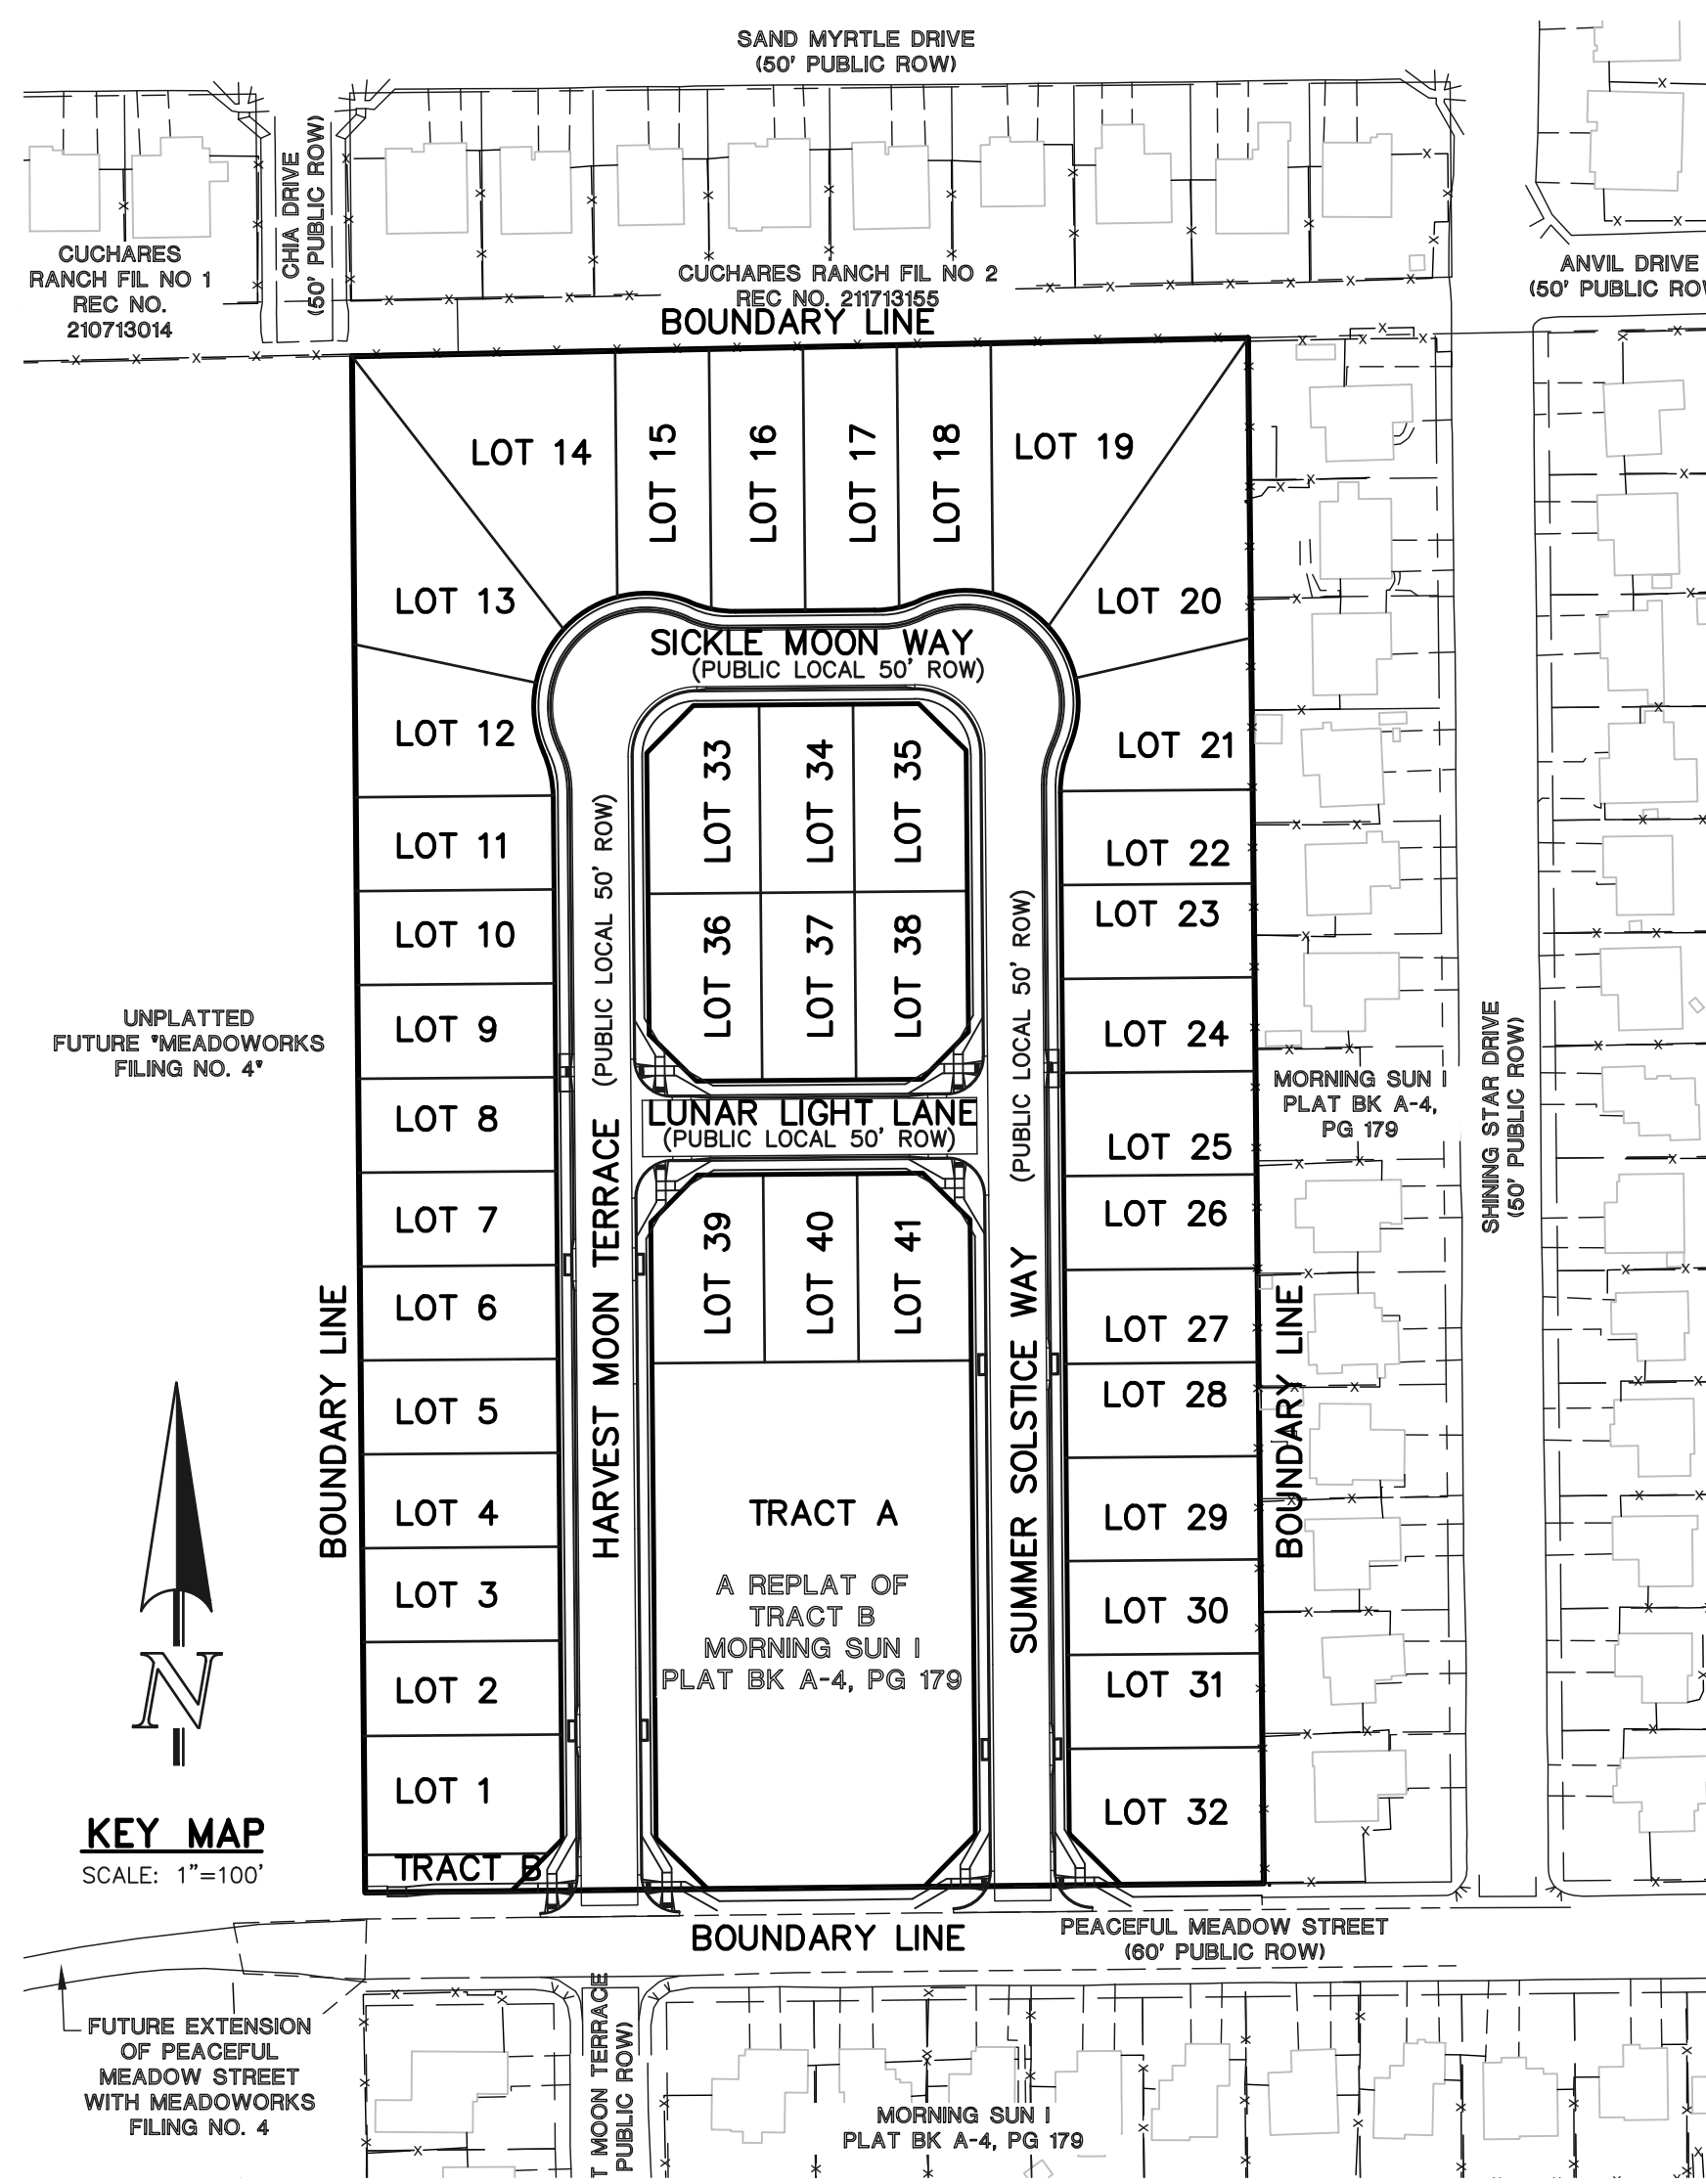 SAND MYRTLE DRIVE
(50' PUBLIC ROW)
CHIA DRIVE
(50' PUBLIC ROW)
CUCHARES
RANCH FIL NO 1
REC NO.
210713014
CUCHARES RANCH FIL NO 2
REC NO. 211713155
ANVIL DRIVE
(50' PUBLIC
BOUNDARY LINE
LOT 14
LOT 15
LOT 16
LOT 17
LOT 18
LOT 19
LOT 13
LOT 20
SICKLE MOON WAY
(PUBLIC LOCAL 50' ROW)
LOT 12
LOT 33
LOT 34
LOT 35
LOT 21
LOT 11
LOT 22
LOT 10
LOT 36
LOT 37
LOT 38
LOT 23
UNPLATTED
FUTURE "MEADOWORKS
FILING NO. 4"
LOT 9
LOT 24
HARVEST MOON TERRACE (PUBLIC LOCAL 50' ROW)
SUMMER SOLSTICE WAY (PUBLIC LOCAL 50' ROW)
MORNING SUN I
PLAT BK A-4,
PG 179
SHINING STAR DRIVE
(50' PUBLIC ROW)
LOT 8
LUNAR LIGHT LANE
(PUBLIC LOCAL 50' ROW)
LOT 25
LOT 7
LOT 39
LOT 40
LOT 41
LOT 26
LOT 6
LOT 27
BOUNDARY LINE
BOUNDARY LINE
LOT 5
LOT 28
LOT 4
TRACT A
LOT 29
LOT 3
A REPLAT OF
TRACT B
MORNING SUN I
PLAT BK A-4, PG 179
LOT 30
LOT 2
LOT 31
N
LOT 1
LOT 32
KEY MAP
SCALE: 1"=100'
TRACT B
BOUNDARY LINE
PEACEFUL MEADOW STREET
(60' PUBLIC ROW)
FUTURE EXTENSION
OF PEACEFUL
MEADOW STREET
WITH MEADOWORKS
FILING NO. 4
MOON TERRACE
PUBLIC ROW)
MORNING SUN I
PLAT BK A-4, PG 179